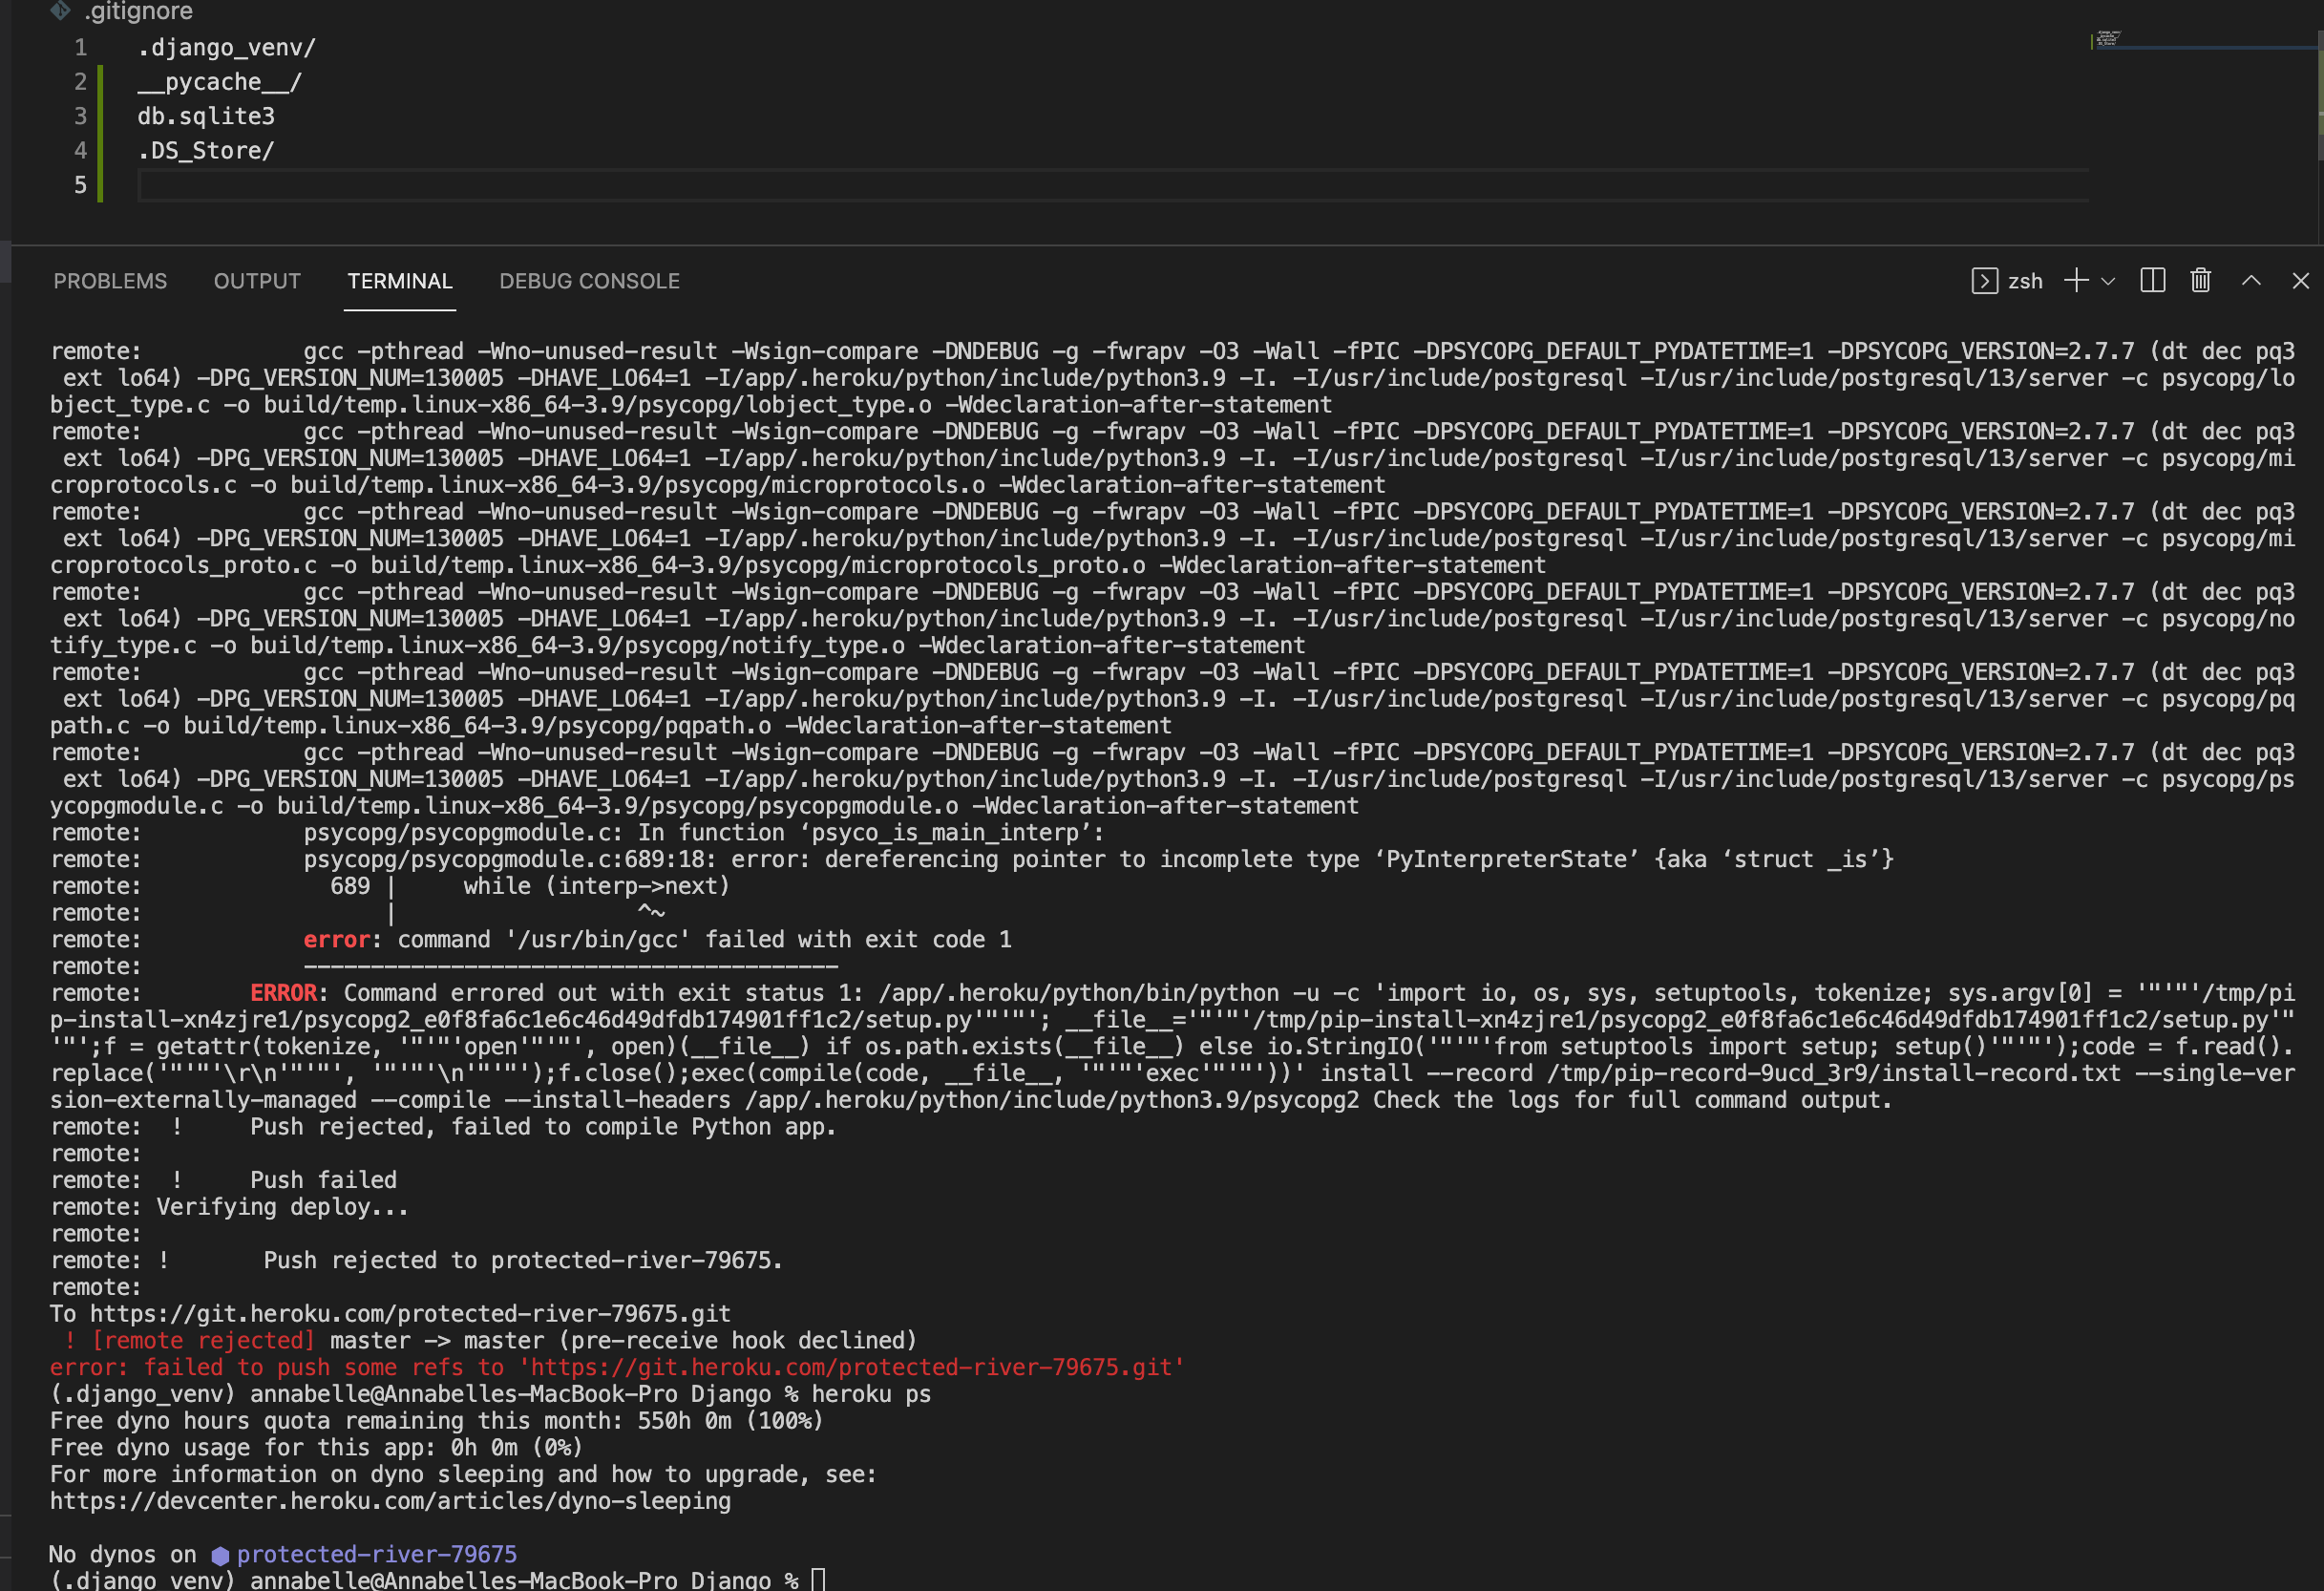 .gitignore
1 .django_venv/
2 __pycache__/
3 db.sqlite3
4 .DS_Store/
5
PROBLEMS OUTPUT TERMINAL DEBUG CONSOLE zsh
remote:            gcc -pthread -Wno-unused-result -Wsign-compare -DNDEBUG -g -fwrapv -O3 -Wall -fPIC -DPSYCOPG_DEFAULT_PYDATETIME=1 -DPSYCOPG_VERSION=2.7.7 (dt dec pq3
 ext lo64) -DPG_VERSION_NUM=130005 -DHAVE_LO64=1 -I/app/.heroku/python/include/python3.9 -I. -I/usr/include/postgresql -I/usr/include/postgresql/13/server -c psycopg/lo
bject_type.c -o build/temp.linux-x86_64-3.9/psycopg/lobject_type.o -Wdeclaration-after-statement
remote:            gcc -pthread -Wno-unused-result -Wsign-compare -DNDEBUG -g -fwrapv -O3 -Wall -fPIC -DPSYCOPG_DEFAULT_PYDATETIME=1 -DPSYCOPG_VERSION=2.7.7 (dt dec pq3
 ext lo64) -DPG_VERSION_NUM=130005 -DHAVE_LO64=1 -I/app/.heroku/python/include/python3.9 -I. -I/usr/include/postgresql -I/usr/include/postgresql/13/server -c psycopg/mi
croprotocols.c -o build/temp.linux-x86_64-3.9/psycopg/microprotocols.o -Wdeclaration-after-statement
remote:            gcc -pthread -Wno-unused-result -Wsign-compare -DNDEBUG -g -fwrapv -O3 -Wall -fPIC -DPSYCOPG_DEFAULT_PYDATETIME=1 -DPSYCOPG_VERSION=2.7.7 (dt dec pq3
 ext lo64) -DPG_VERSION_NUM=130005 -DHAVE_LO64=1 -I/app/.heroku/python/include/python3.9 -I. -I/usr/include/postgresql -I/usr/include/postgresql/13/server -c psycopg/mi
croprotocols_proto.c -o build/temp.linux-x86_64-3.9/psycopg/microprotocols_proto.o -Wdeclaration-after-statement
remote:            gcc -pthread -Wno-unused-result -Wsign-compare -DNDEBUG -g -fwrapv -O3 -Wall -fPIC -DPSYCOPG_DEFAULT_PYDATETIME=1 -DPSYCOPG_VERSION=2.7.7 (dt dec pq3
 ext lo64) -DPG_VERSION_NUM=130005 -DHAVE_LO64=1 -I/app/.heroku/python/include/python3.9 -I. -I/usr/include/postgresql -I/usr/include/postgresql/13/server -c psycopg/no
tify_type.c -o build/temp.linux-x86_64-3.9/psycopg/notify_type.o -Wdeclaration-after-statement
remote:            gcc -pthread -Wno-unused-result -Wsign-compare -DNDEBUG -g -fwrapv -O3 -Wall -fPIC -DPSYCOPG_DEFAULT_PYDATETIME=1 -DPSYCOPG_VERSION=2.7.7 (dt dec pq3
 ext lo64) -DPG_VERSION_NUM=130005 -DHAVE_LO64=1 -I/app/.heroku/python/include/python3.9 -I. -I/usr/include/postgresql -I/usr/include/postgresql/13/server -c psycopg/pq
path.c -o build/temp.linux-x86_64-3.9/psycopg/pqpath.o -Wdeclaration-after-statement
remote:            gcc -pthread -Wno-unused-result -Wsign-compare -DNDEBUG -g -fwrapv -O3 -Wall -fPIC -DPSYCOPG_DEFAULT_PYDATETIME=1 -DPSYCOPG_VERSION=2.7.7 (dt dec pq3
 ext lo64) -DPG_VERSION_NUM=130005 -DHAVE_LO64=1 -I/app/.heroku/python/include/python3.9 -I. -I/usr/include/postgresql -I/usr/include/postgresql/13/server -c psycopg/ps
ycopgmodule.c -o build/temp.linux-x86_64-3.9/psycopg/psycopgmodule.o -Wdeclaration-after-statement
remote:            psycopg/psycopgmodule.c: In function ‘psyco_is_main_interp’:
remote:            psycopg/psycopgmodule.c:689:18: error: dereferencing pointer to incomplete type ‘PyInterpreterState’ {aka ‘struct _is’}
remote:              689 |     while (interp->next)
remote:                  |                  ^~
remote:            error: command '/usr/bin/gcc' failed with exit code 1
remote:            ----------------------------------------
remote:        ERROR: Command errored out with exit status 1: /app/.heroku/python/bin/python -u -c 'import io, os, sys, setuptools, tokenize; sys.argv[0] = '"'"'/tmp/pi
p-install-xn4zjre1/psycopg2_e0f8fa6c1e6c46d49dfdb174901ff1c2/setup.py'"'"'; __file__='"'"'/tmp/pip-install-xn4zjre1/psycopg2_e0f8fa6c1e6c46d49dfdb174901ff1c2/setup.py'"
'"';f = getattr(tokenize, '"'"'open'"'"', open)(__file__) if os.path.exists(__file__) else io.StringIO('"'"'from setuptools import setup; setup()'"'"');code = f.read().
replace('"'"'\r\n'"'"', '"'"'\n'"'"');f.close();exec(compile(code, __file__, '"'"'exec'"'"'))' install --record /tmp/pip-record-9ucd_3r9/install-record.txt --single-ver
sion-externally-managed --compile --install-headers /app/.heroku/python/include/python3.9/psycopg2 Check the logs for full command output.
remote:  !     Push rejected, failed to compile Python app.
remote:
remote:  !     Push failed
remote: Verifying deploy...
remote:
remote: !       Push rejected to protected-river-79675.
remote:
To https://git.heroku.com/protected-river-79675.git
 ! [remote rejected] master -> master (pre-receive hook declined)
error: failed to push some refs to 'https://git.heroku.com/protected-river-79675.git'
(.django_venv) annabelle@Annabelles-MacBook-Pro Django % heroku ps
Free dyno hours quota remaining this month: 550h 0m (100%)
Free dyno usage for this app: 0h 0m (0%)
For more information on dyno sleeping and how to upgrade, see:
https://devcenter.heroku.com/articles/dyno-sleeping
No dynos on ⬢ protected-river-79675
(.django_venv) annabelle@Annabelles-MacBook-Pro Django %